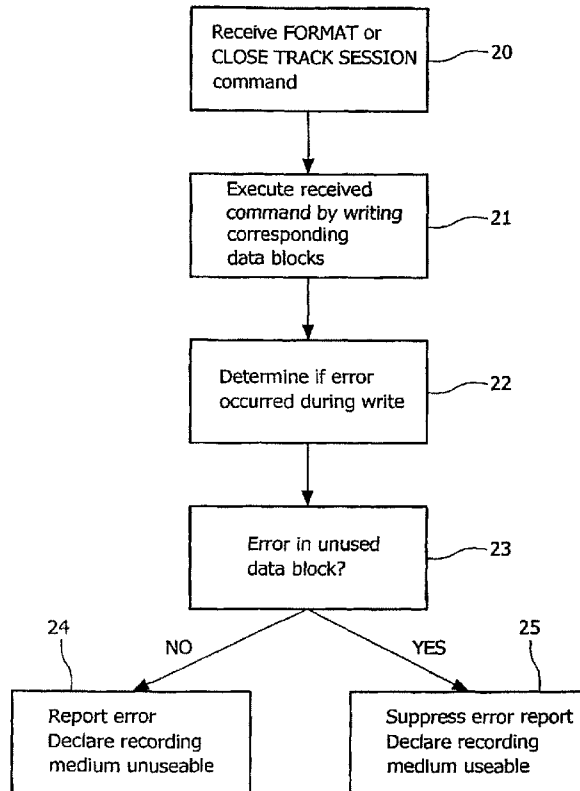 Receive FORMAT or
CLOSE TRACK SESSION
command
20
Execute received
command by writing
corresponding
data blocks
21
Determine if error
occurred during write
22
Error in unused
data block?
23
NO
YES
24
Report error
Declare recording
medium unuseable
25
Suppress error report
Declare recording
medium useable